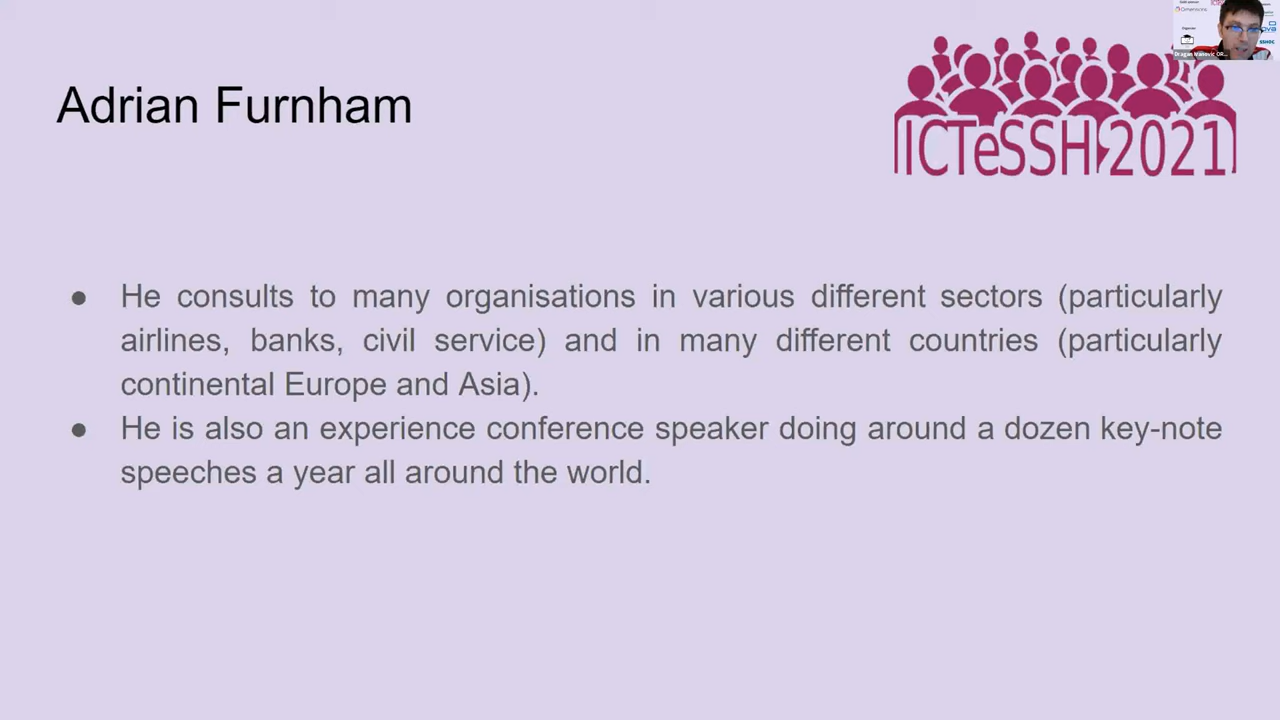 Adrian Furnham
ICTeSSH 2021
● He consults to many organisations in various different sectors (particularly
airlines, banks, civil service) and in many different countries (particularly
continental Europe and Asia).
● He is also an experience conference speaker doing around a dozen key-note
speeches a year all around the world.